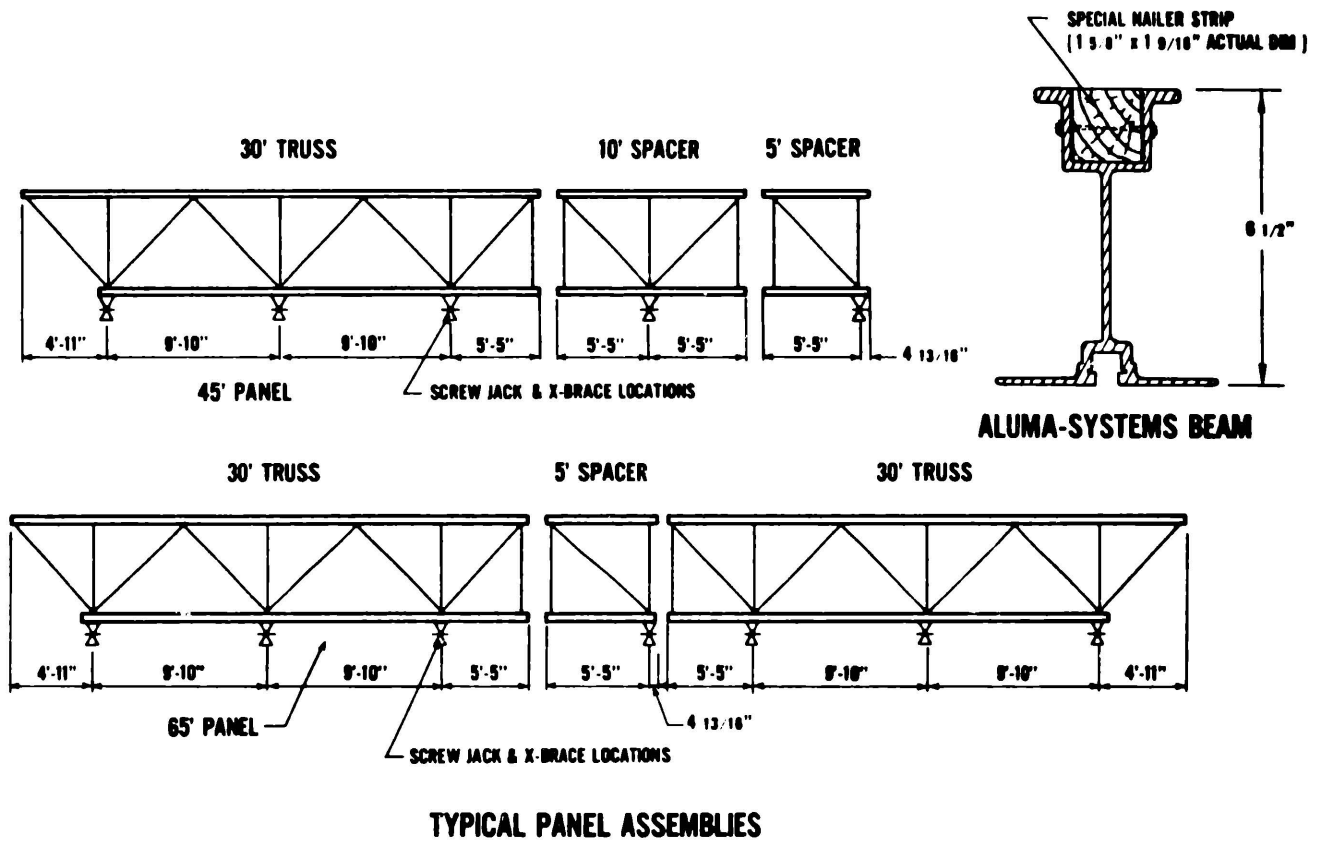 SPECIAL NAILER STRIP
(1 5/8" x 1 9/16" ACTUAL DIM )
30' TRUSS
10' SPACER
5' SPACER
6 1/2"
4'-11"
9'-10"
9'-10"
5'-5"
5'-5"
5'-5"
5'-5"
4 13/16"
45' PANEL
SCREW JACK & X-BRACE LOCATIONS
ALUMA-SYSTEMS BEAM
30' TRUSS
5' SPACER
30' TRUSS
4'-11"
9'-10"
9'-10"
5'-5"
5'-5"
5'-5"
9'-10"
9'-10"
4'-11"
65' PANEL
4 13/16"
SCREW JACK & X-BRACE LOCATIONS
TYPICAL PANEL ASSEMBLIES